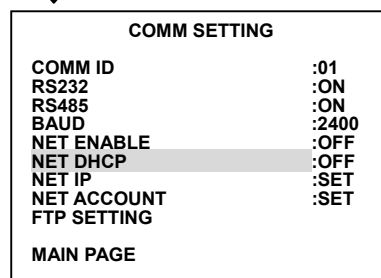 COMM SETTING
COMM ID :01
RS232 :ON
RS485 :ON
BAUD :2400
NET ENABLE :OFF
NET DHCP :OFF
NET IP :SET
NET ACCOUNT :SET
FTP SETTING
MAIN PAGE